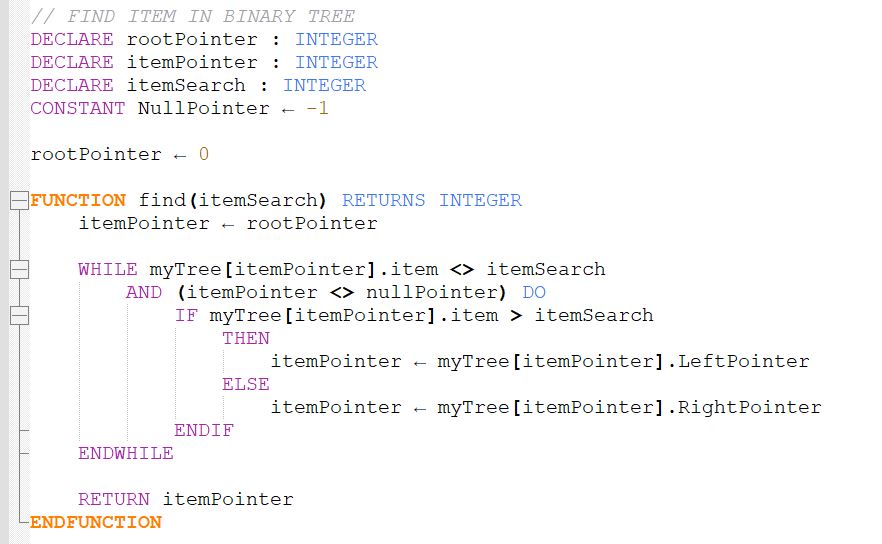 // FIND ITEM IN BINARY TREE
DECLARE rootPointer : INTEGER
DECLARE itemPointer : INTEGER
DECLARE itemSearch : INTEGER
CONSTANT NullPointer ← -1
rootPointer ← 0
FUNCTION find(itemSearch) RETURNS INTEGER
itemPointer ← rootPointer
WHILE myTree[itemPointer].item <> itemSearch
AND (itemPointer <> nullPointer) DO
IF myTree[itemPointer].item > itemSearch
THEN
itemPointer ← myTree[itemPointer].LeftPointer
ELSE
itemPointer ← myTree[itemPointer].RightPointer
ENDIF
ENDWHILE
RETURN itemPointer
ENDFUNCTION